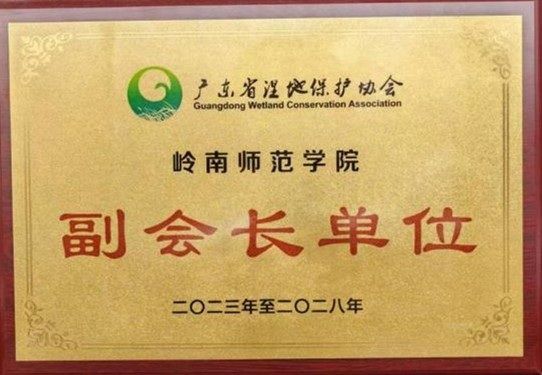 广东省湿地保护协会
Guangdong Wetland Conservation Association
岭南师范学院
副会长单位
二〇二三年至二〇二八年